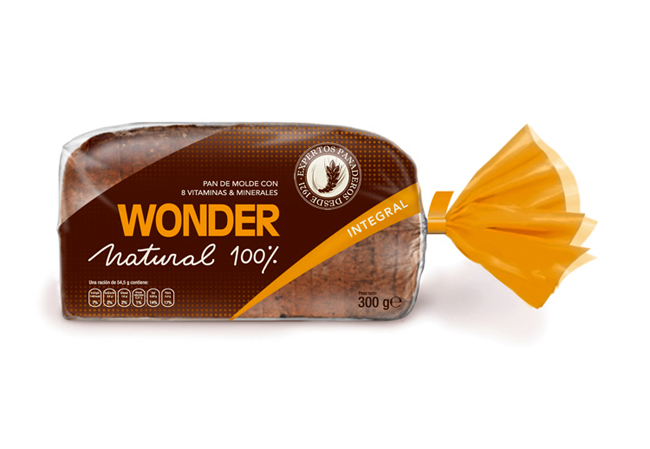 PAN DE MOLDE CON
8 VITAMINAS & MINERALES
WONDER
natural 100%
EXPERTOS PANADEROS DESDE 1921
INTEGRAL
Una ración de 54,5 g contiene:
300 g℮